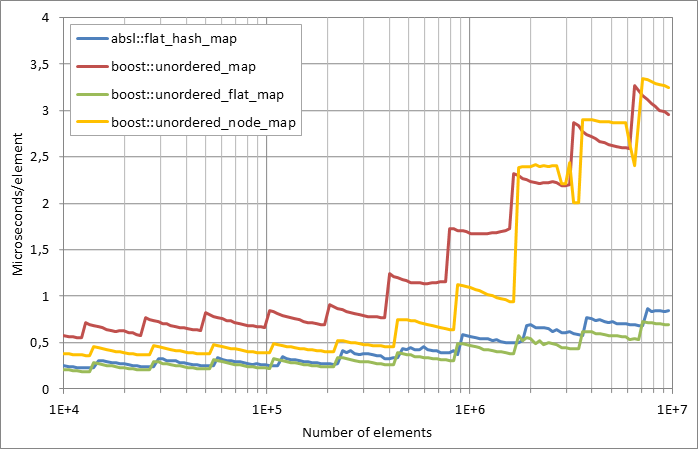 4
3,5
3
2,5
2
1,5
1
0,5
0
Microseconds/element
absl::flat_hash_map
boost::unordered_map
boost::unordered_flat_map
boost::unordered_node_map
1E+4 1E+5 1E+6 1E+7
Number of elements